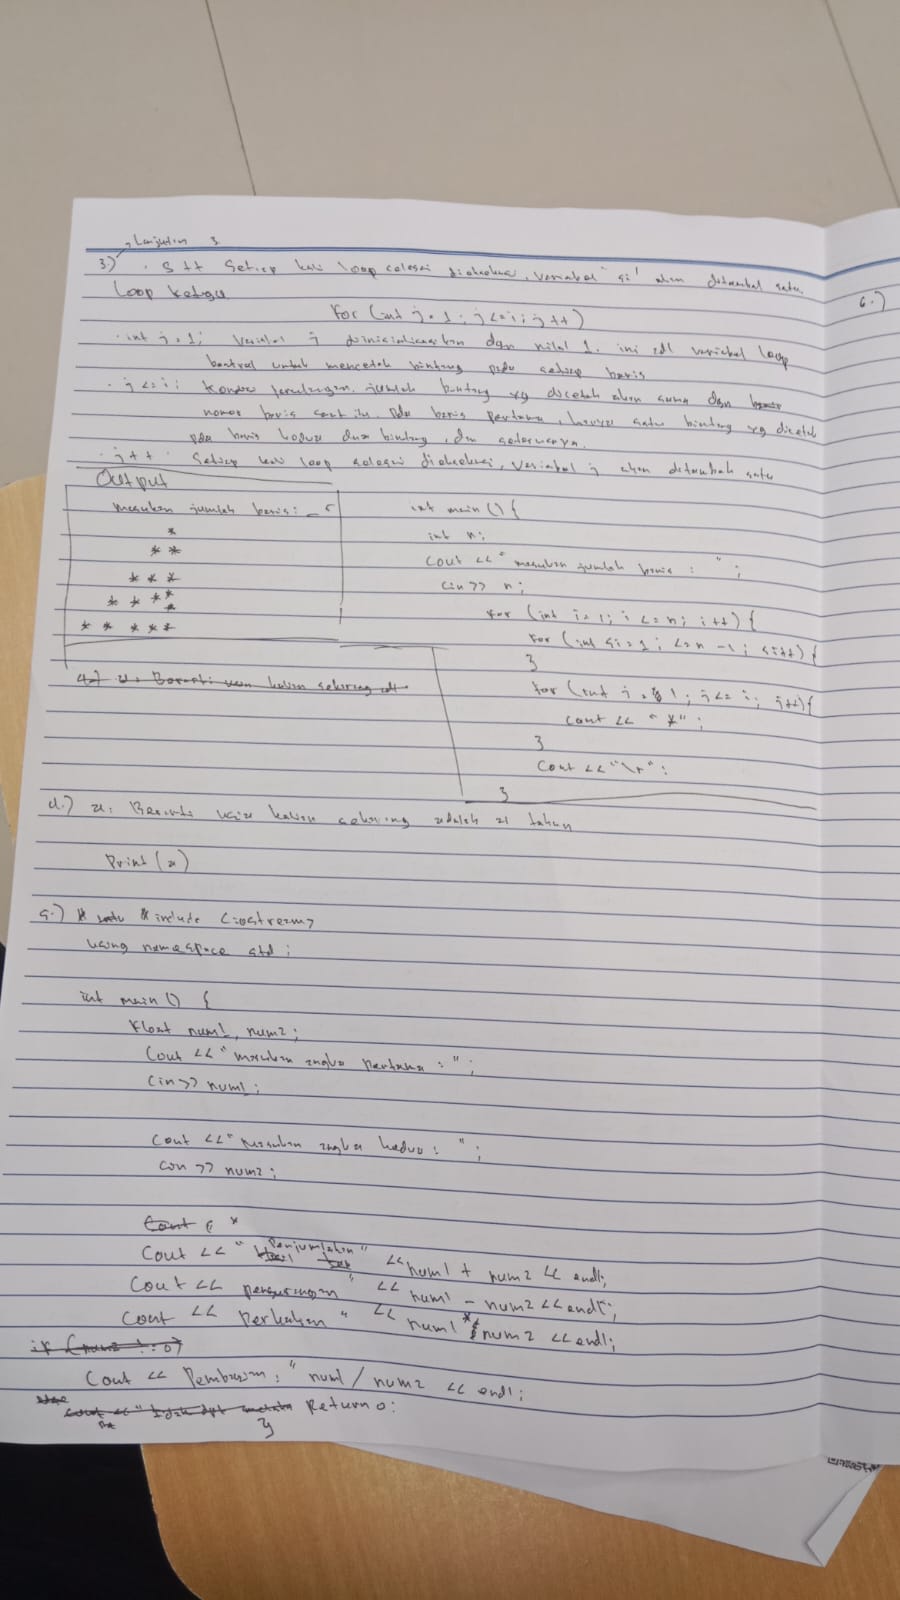 → Lanjutan 3
3.) . s ++ Setiap kali loop selesai dieksekusi, variabel "si" akan ditambah satu.
Loop ketiga
For (int j = 1 ; j <= i ; j ++)
. int j = 1; variabel j diinisialisasikan dgn nilai 1. ini adl variabel loop
kontrol untuk mencetak bintang pada setiap baris
. j <= i ; kondisi perulangan. jumlah bintang yg dicetak akan sama dgn
nomor baris saat itu. pda baris pertama, hanya satu bintang yg dicetak
pda baris kedua dua bintang, dan seterusnya.
. j ++ . Setiap kali loop selesai dieksekusi, variabel j akan ditambah satu
Output
masukan jumlah baris : _ 5
*
* *
* * *
* * * *
* * * * *
int main () {
int n;
Cout << "masukan jumlah baris : ";
Cin >> n;
For (int i = 1; i <= n; i ++) {
For (int si = 1 ; <= n - 1 ; si ++) {
}
for (int j = 1; j <= i; j ++) {
Cout << "*" ;
}
Cout << "\r" ;
}
4.) a. Berarti usia kalian sekarang adalah 21 tahun
4.) a. Berarti usia kalian sekarang adalah 21 tahun
Print (a)
5.) # include <iostream>
using namespace std ;
int main () {
Float num1, num2 ;
Cout << "masukan angka pertama : " ;
Cin >> num1 ;
Cout << "masukan angka kedua : " ;
Cin >> num2 ;
Cout
Cout << " Penjumlahan " << num1 + num2 << endl;
Cout << pengurangan " << num1 - num2 << endl;
Cout << Perkalian " << num1 * num2 << endl;
if (num2 != 0)
Cout << Pembagian : " num1 / num2 << endl ;
Return 0 ;
}
6.)